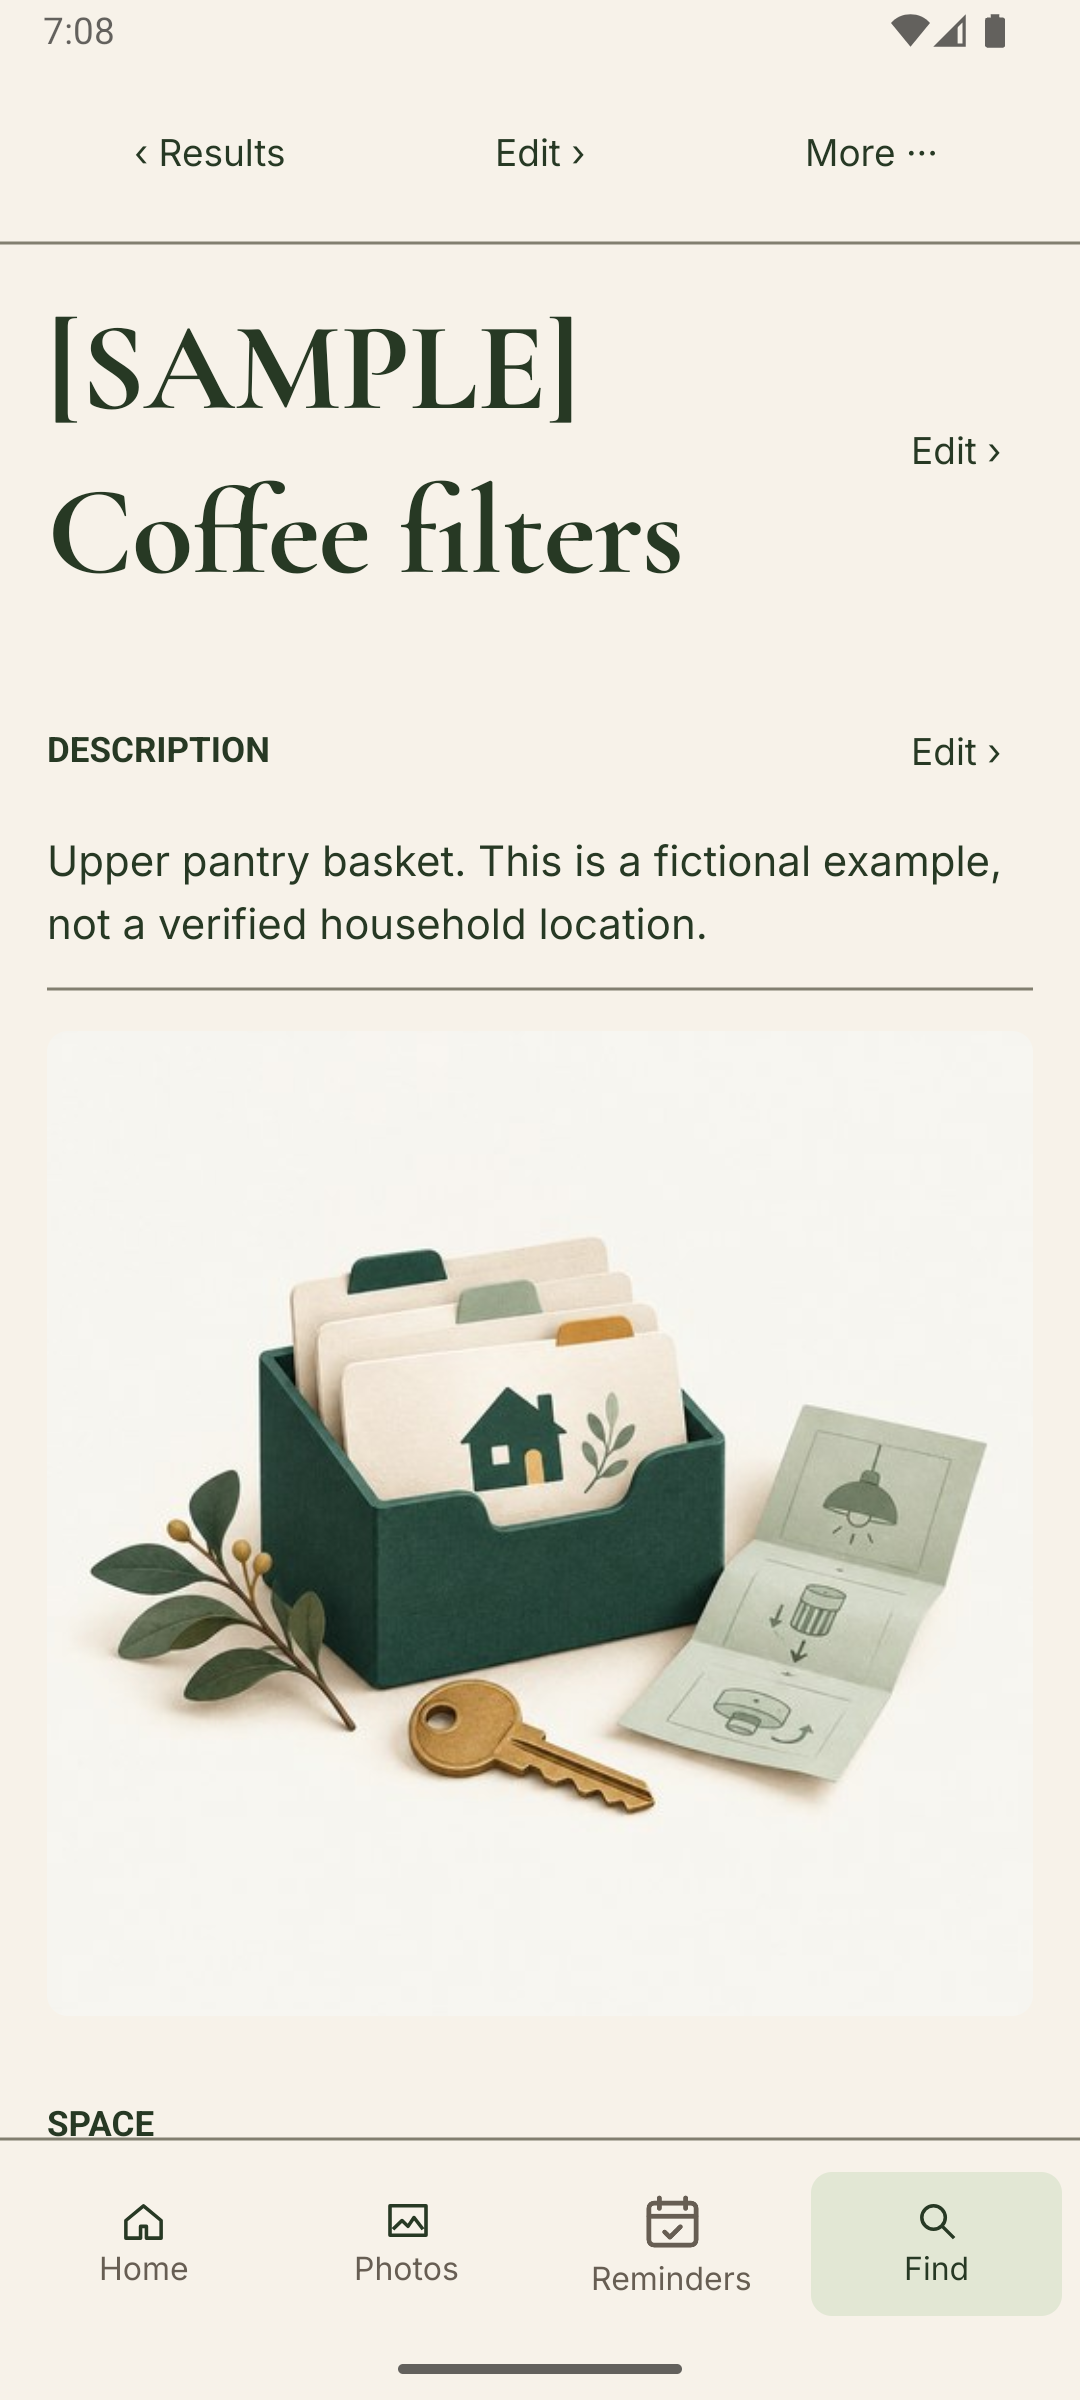 7:08
‹ Results
Edit ›
More ···
[SAMPLE]
Coffee filters
Edit ›
DESCRIPTION
Edit ›
Upper pantry basket. This is a fictional example,
not a verified household location.
SPACE
Home
Photos
Reminders
Find